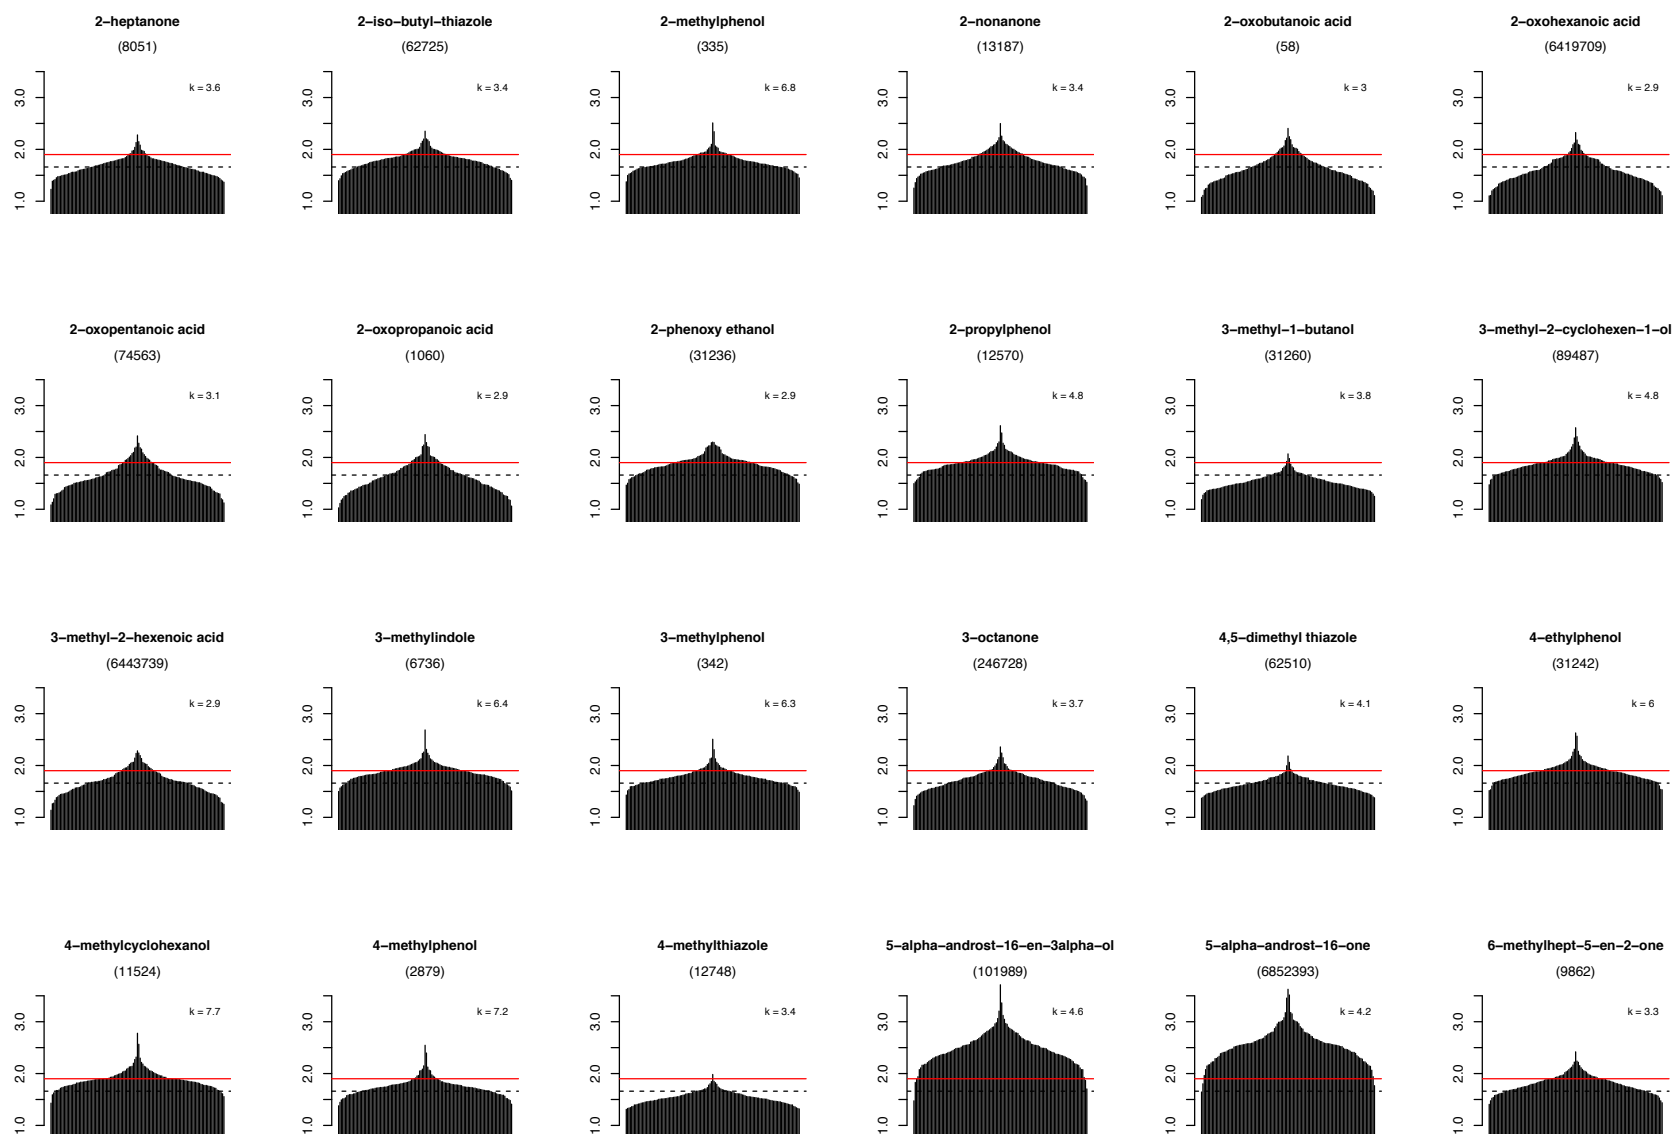 2−heptanone
(8051)
k = 3.6
1.0 2.0 3.0
2−iso−butyl−thiazole
(62725)
k = 3.4
1.0 2.0 3.0
2−methylphenol
(335)
k = 6.8
1.0 2.0 3.0
2−nonanone
(13187)
k = 3.4
1.0 2.0 3.0
2−oxobutanoic acid
(58)
k = 3
1.0 2.0 3.0
2−oxohexanoic acid
(6419709)
k = 2.9
1.0 2.0 3.0
2−oxopentanoic acid
(74563)
k = 3.1
1.0 2.0 3.0
2−oxopropanoic acid
(1060)
k = 2.9
1.0 2.0 3.0
2−phenoxy ethanol
(31236)
k = 2.9
1.0 2.0 3.0
2−propylphenol
(12570)
k = 4.8
1.0 2.0 3.0
3−methyl−1−butanol
(31260)
k = 3.8
1.0 2.0 3.0
3−methyl−2−cyclohexen−1−ol
(89487)
k = 4.8
1.0 2.0 3.0
3−methyl−2−hexenoic acid
(6443739)
k = 2.9
1.0 2.0 3.0
3−methylindole
(6736)
k = 6.4
1.0 2.0 3.0
3−methylphenol
(342)
k = 6.3
1.0 2.0 3.0
3−octanone
(246728)
k = 3.7
1.0 2.0 3.0
4,5−dimethyl thiazole
(62510)
k = 4.1
1.0 2.0 3.0
4−ethylphenol
(31242)
k = 6
1.0 2.0 3.0
4−methylcyclohexanol
(11524)
k = 7.7
1.0 2.0 3.0
4−methylphenol
(2879)
k = 7.2
1.0 2.0 3.0
4−methylthiazole
(12748)
k = 3.4
1.0 2.0 3.0
5−alpha−androst−16−en−3alpha−ol
(101989)
k = 4.6
1.0 2.0 3.0
5−alpha−androst−16−one
(6852393)
k = 4.2
1.0 2.0 3.0
6−methylhept−5−en−2−one
(9862)
k = 3.3
1.0 2.0 3.0